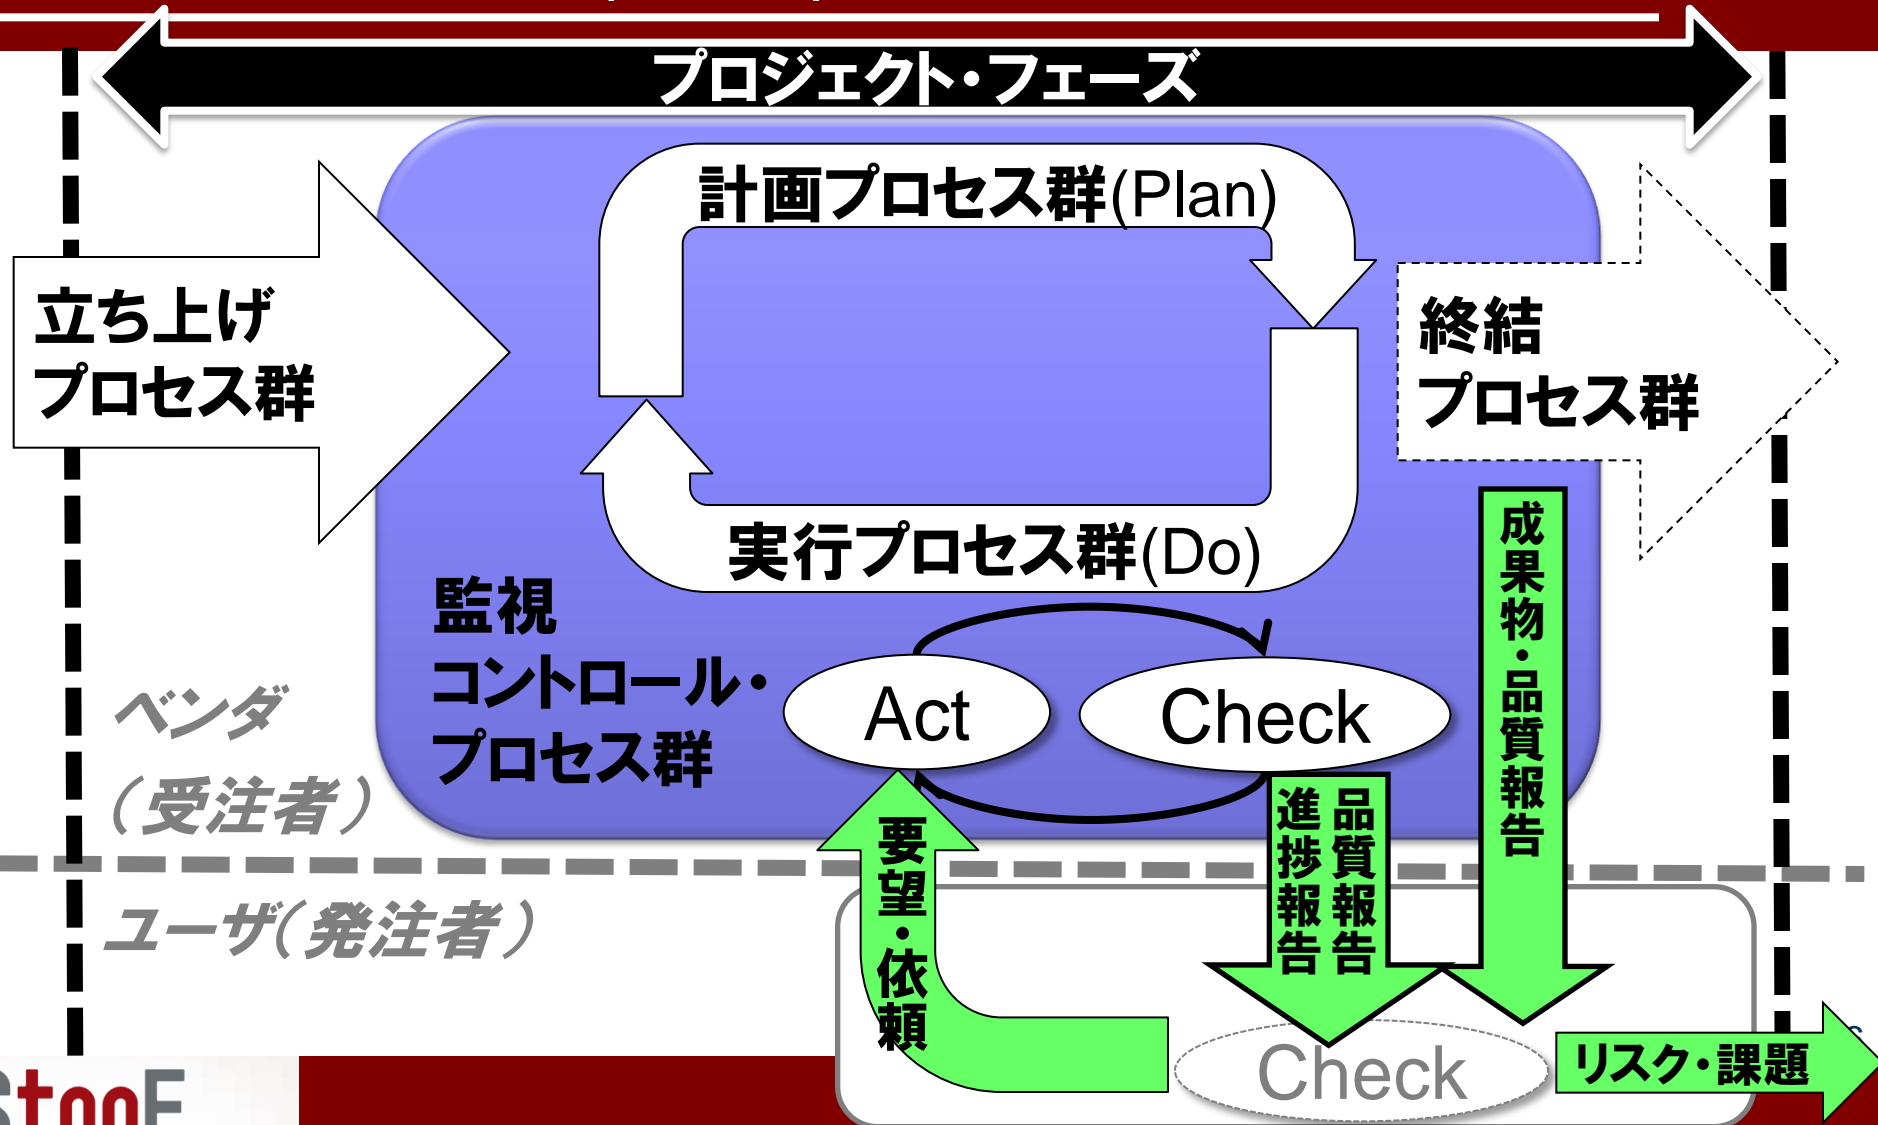 プロジェクト・フェーズ
計画プロセス群(Plan)
立ち上げ
プロセス群
終結
プロセス群
実行プロセス群(Do)
監視
コントロール・
プロセス群
Act
Check
成果物・品質報告
ベンダ
（受注者）
品質報告
進捗報告
要望・依頼
ユーザ（発注者）
Check
リスク・課題